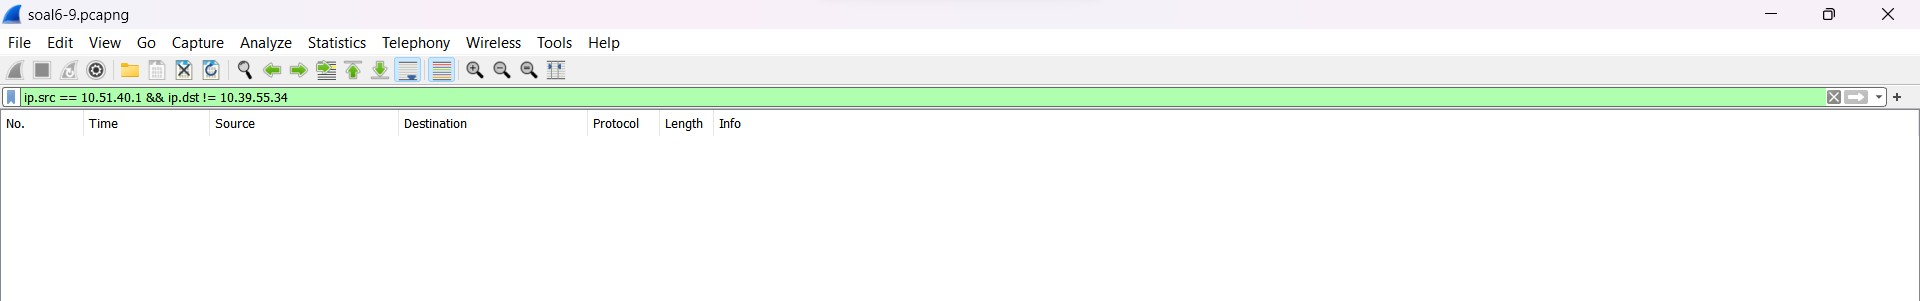 soal6-9.pcapng
File Edit View Go Capture Analyze Statistics Telephony Wireless Tools Help
ip.src == 10.51.40.1 && ip.dst != 10.39.55.34
No. Time Source Destination Protocol Length Info